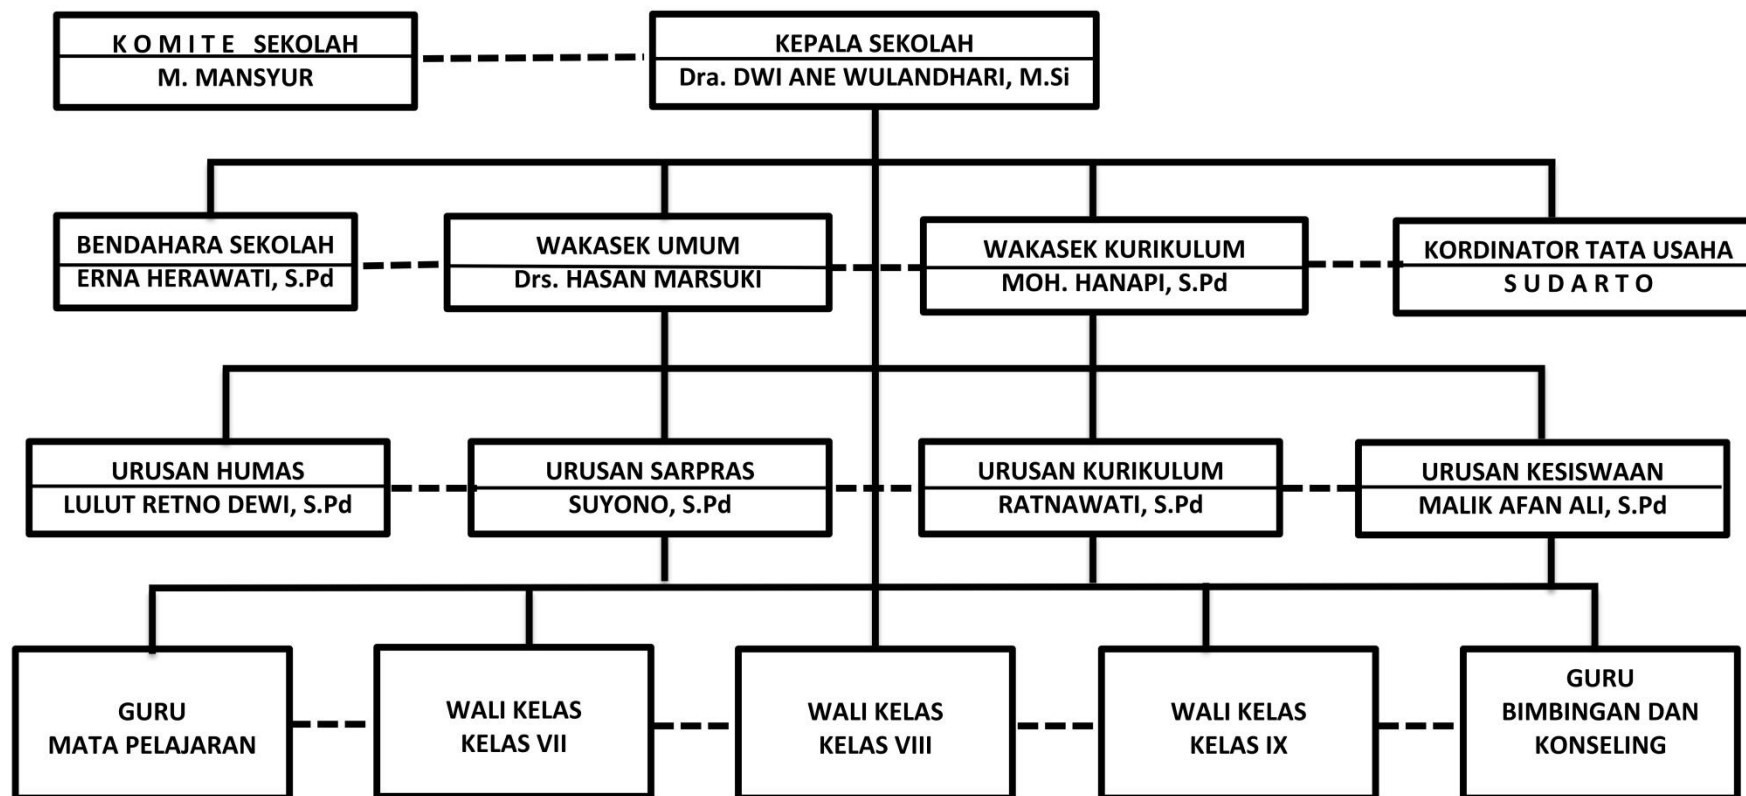 K O M I T E SEKOLAH
M. MANSYUR
KEPALA SEKOLAH
Dra. DWI ANE WULANDHARI, M.Si
BENDAHARA SEKOLAH
ERNA HERAWATI, S.Pd
WAKASEK UMUM
Drs. HASAN MARSUKI
WAKASEK KURIKULUM
MOH. HANAPI, S.Pd
KORDINATOR TATA USAHA
S U D A R T O
URUSAN HUMAS
LULUT RETNO DEWI, S.Pd
URUSAN SARPRAS
SUYONO, S.Pd
URUSAN KURIKULUM
RATNAWATI, S.Pd
URUSAN KESISWAAN
MALIK AFAN ALI, S.Pd
GURU
MATA PELAJARAN
WALI KELAS
KELAS VII
WALI KELAS
KELAS VIII
WALI KELAS
KELAS IX
GURU
BIMBINGAN DAN
KONSELING